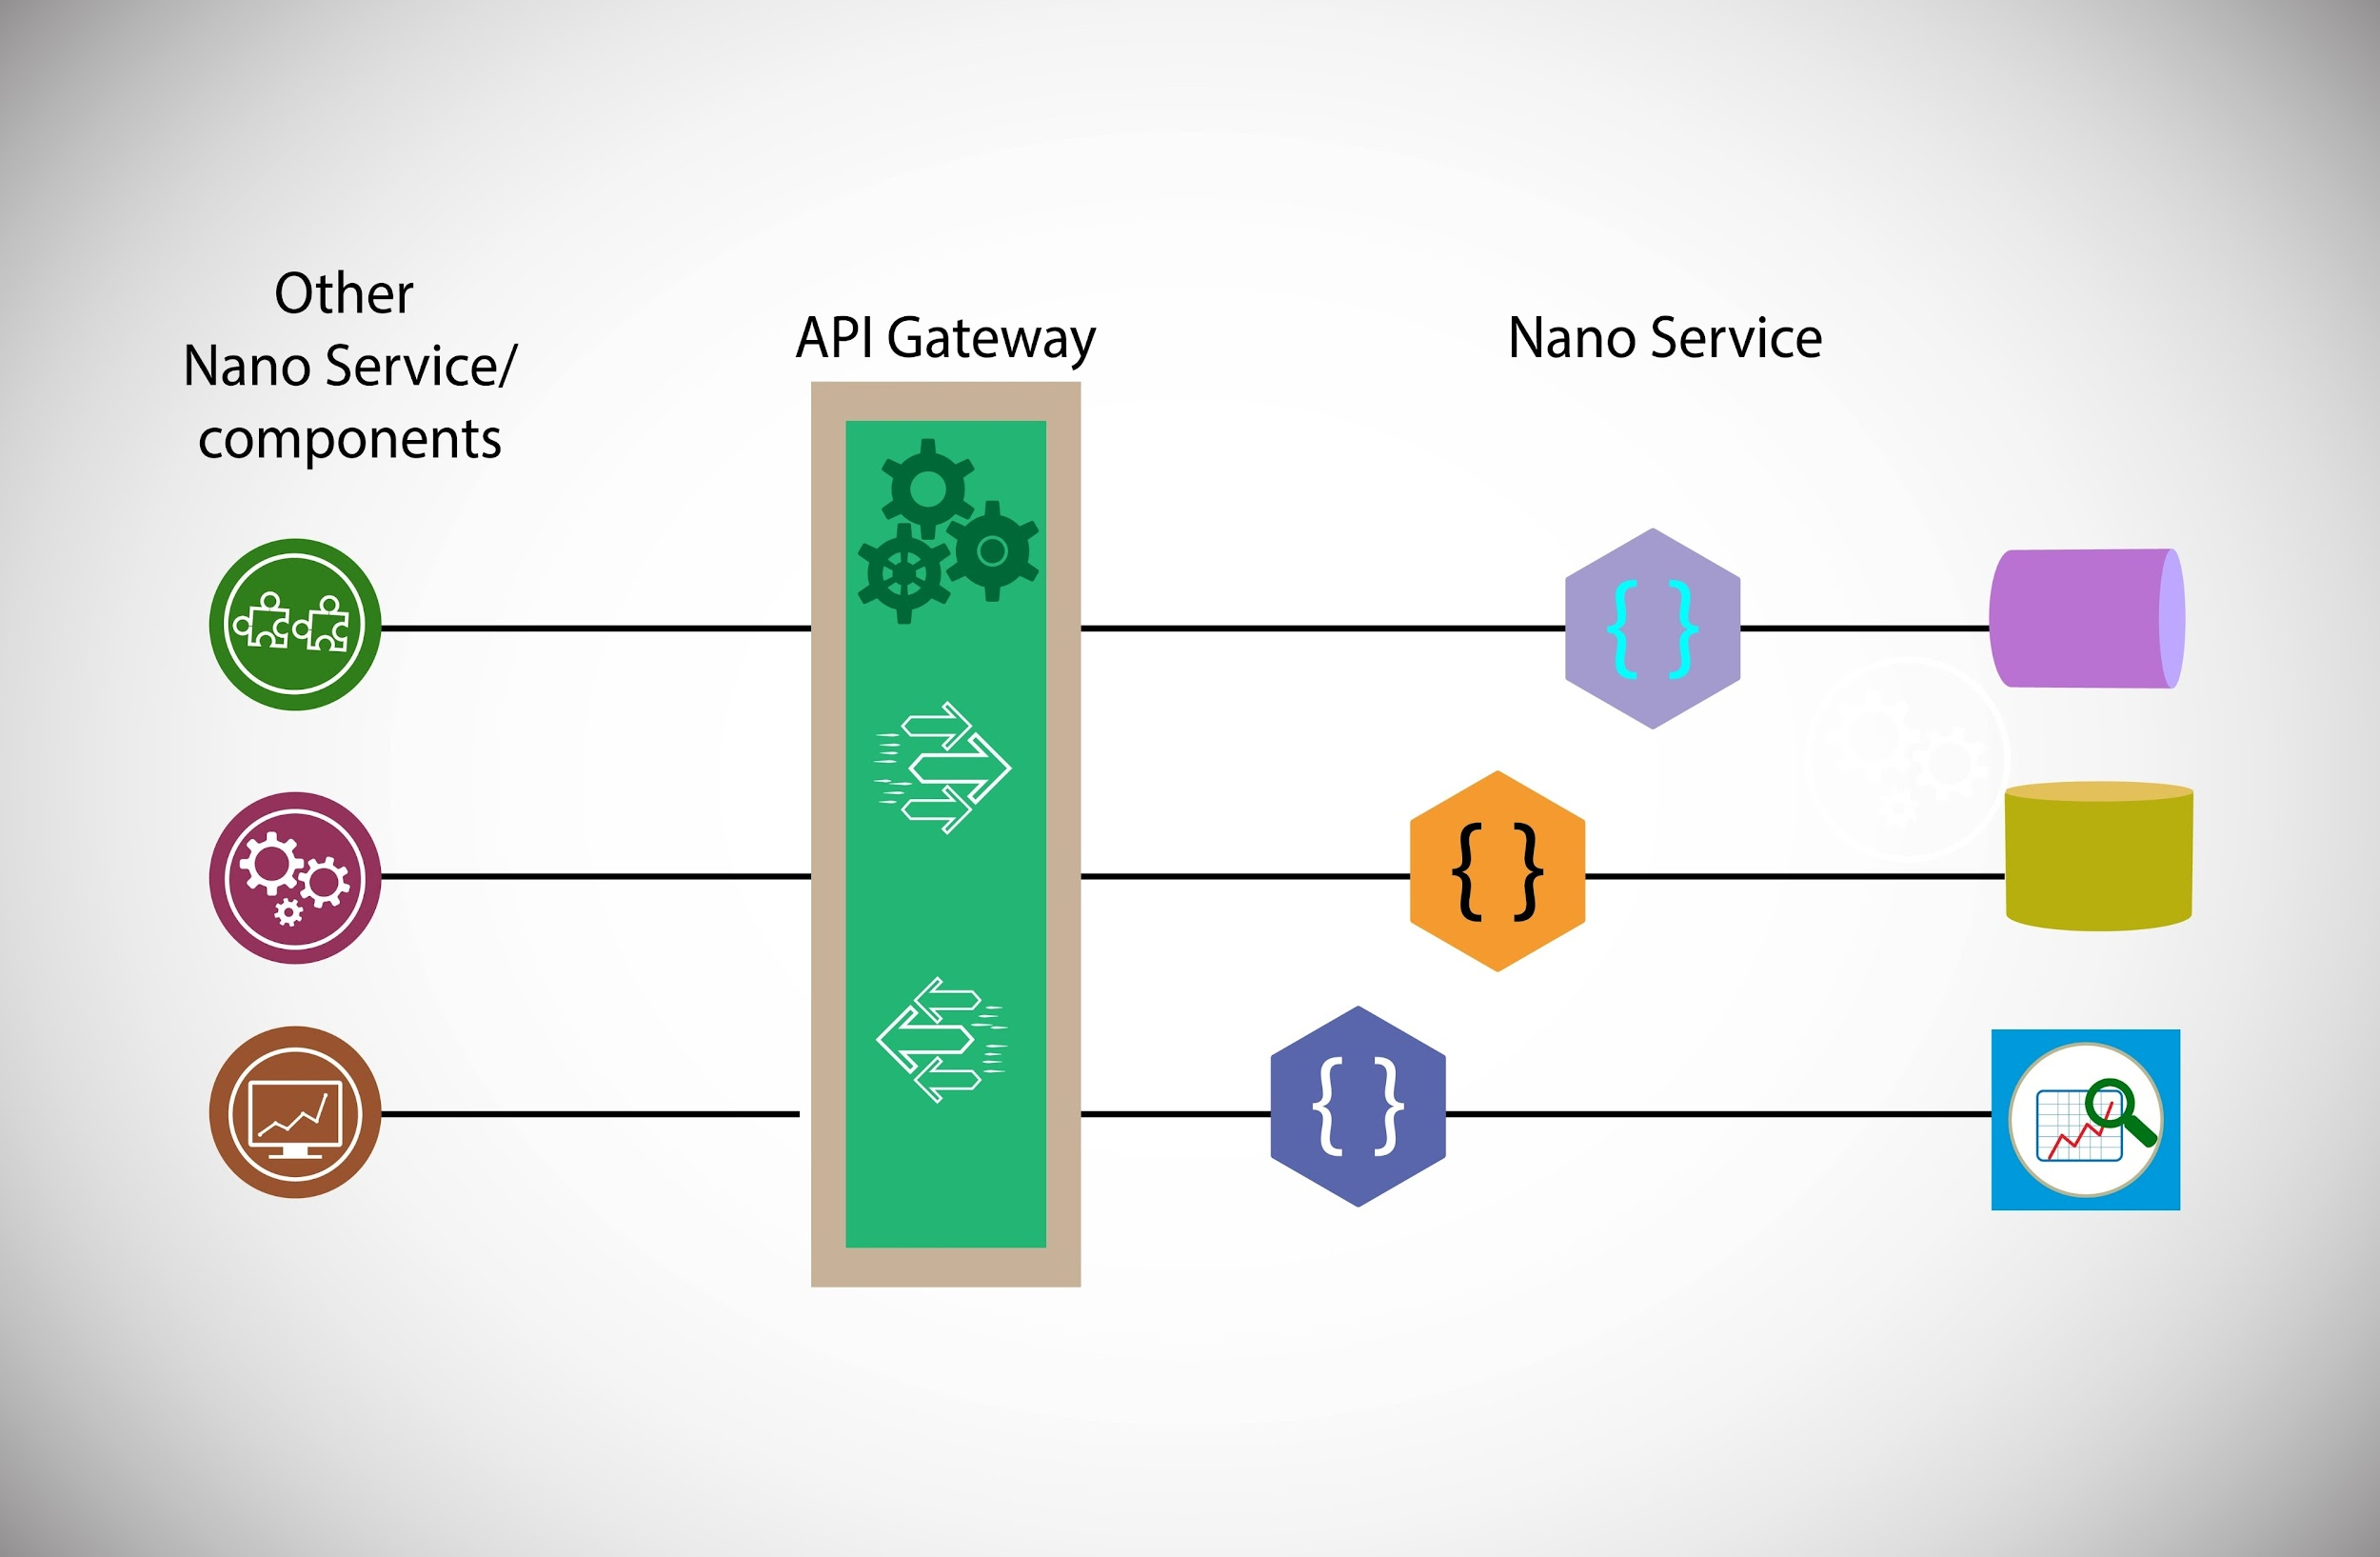 Other
Nano Service/
components
API Gateway
Nano Service
{ }
{ }
{ }